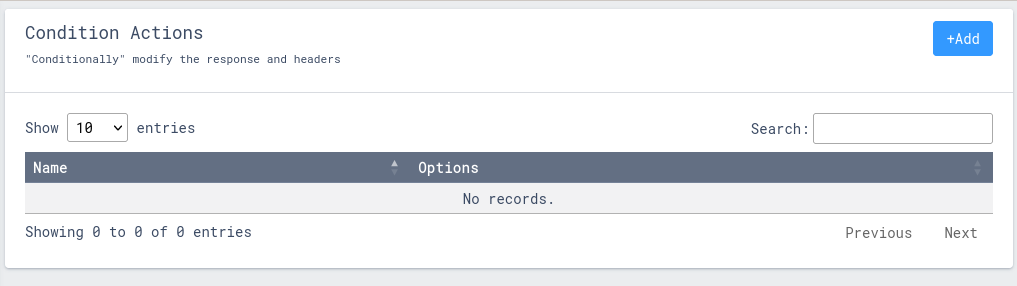 Condition Actions
+Add
"Conditionally" modify the response and headers
Show 10 entries
Search:
Name Options
No records.
Showing 0 to 0 of 0 entries
Previous Next